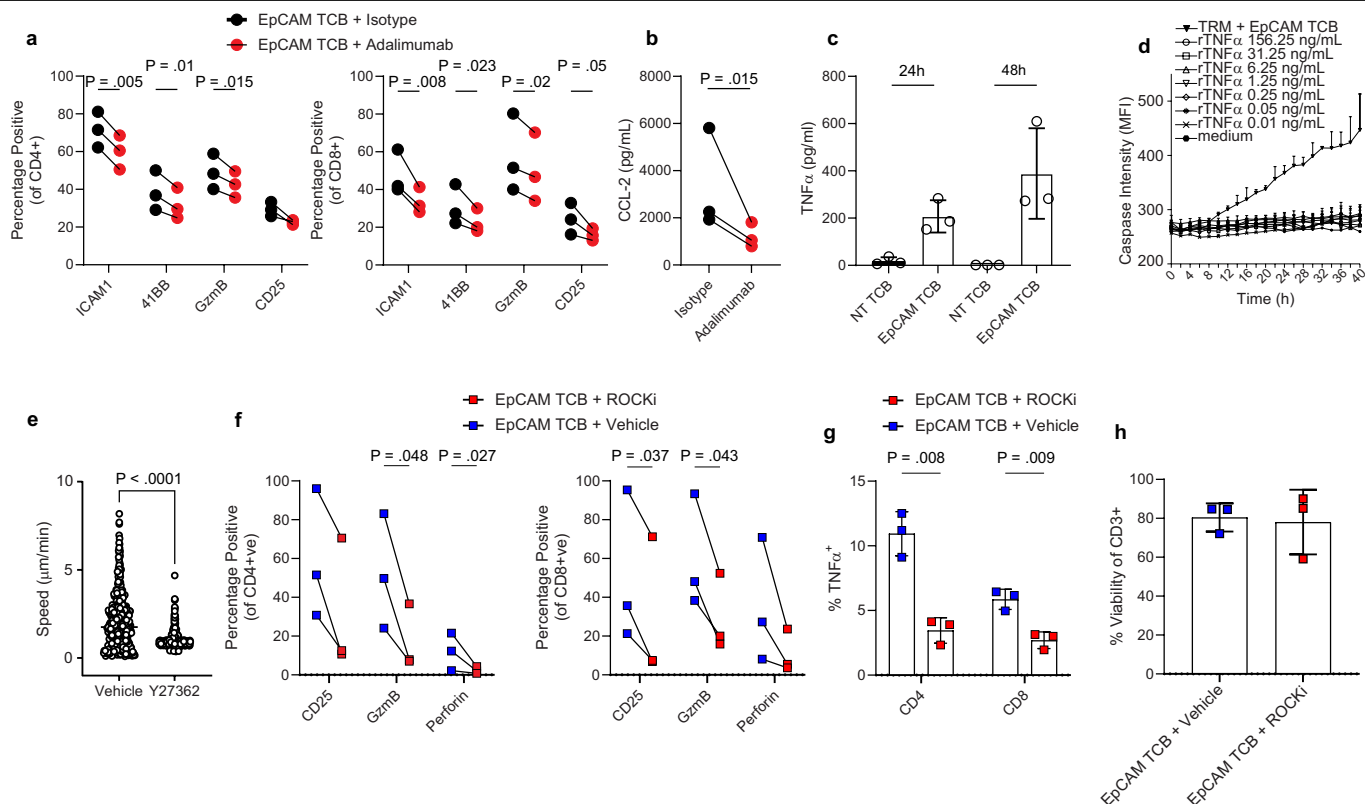 EpCAM TCB + Isotype
EpCAM TCB + Adalimumab
a
P = .005
P = .01
P = .015
100
80
60
40
20
0
Percentage Positive
(of CD4+)
ICAM1
41BB
GzmB
CD25
P = .008
P = .023
P = .02
P = .05
100
80
60
40
20
0
Percentage Positive
(of CD8+)
ICAM1
41BB
GzmB
CD25
b
P = .015
8000
6000
4000
2000
0
CCL-2 (pg/mL)
Isotype
Adalimumab
c
24h
48h
800
600
400
200
0
TNFα (pg/ml)
NT TCB
EpCAM TCB
NT TCB
EpCAM TCB
d
TRM + EpCAM TCB
rTNFα 156.25 ng/mL
rTNFα 31.25 ng/mL
rTNFα 6.25 ng/mL
rTNFα 1.25 ng/mL
rTNFα 0.25 ng/mL
rTNFα 0.05 ng/mL
rTNFα 0.01 ng/mL
medium
500
400
300
200
Caspase Intensity (MFI)
0
4
8
12
16
20
24
28
32
36
40
Time (h)
e
P < .0001
10
5
0
Speed (μm/min)
Vehicle Y27362
f
EpCAM TCB + ROCKi
EpCAM TCB + Vehicle
P = .048
P = .027
100
80
60
40
20
0
Percentage Positive
(of CD4+ve)
CD25
GzmB
Perforin
P = .037
P = .043
100
80
60
40
20
0
Percentage Positive
(of CD8+ve)
CD25
GzmB
Perforin
g
EpCAM TCB + ROCKi
EpCAM TCB + Vehicle
P = .008
P = .009
15
10
5
0
% TNFα+
CD4
CD8
h
100
80
60
40
20
0
% Viability of CD3+
EpCAM TCB + Vehicle
EpCAM TCB + ROCKi